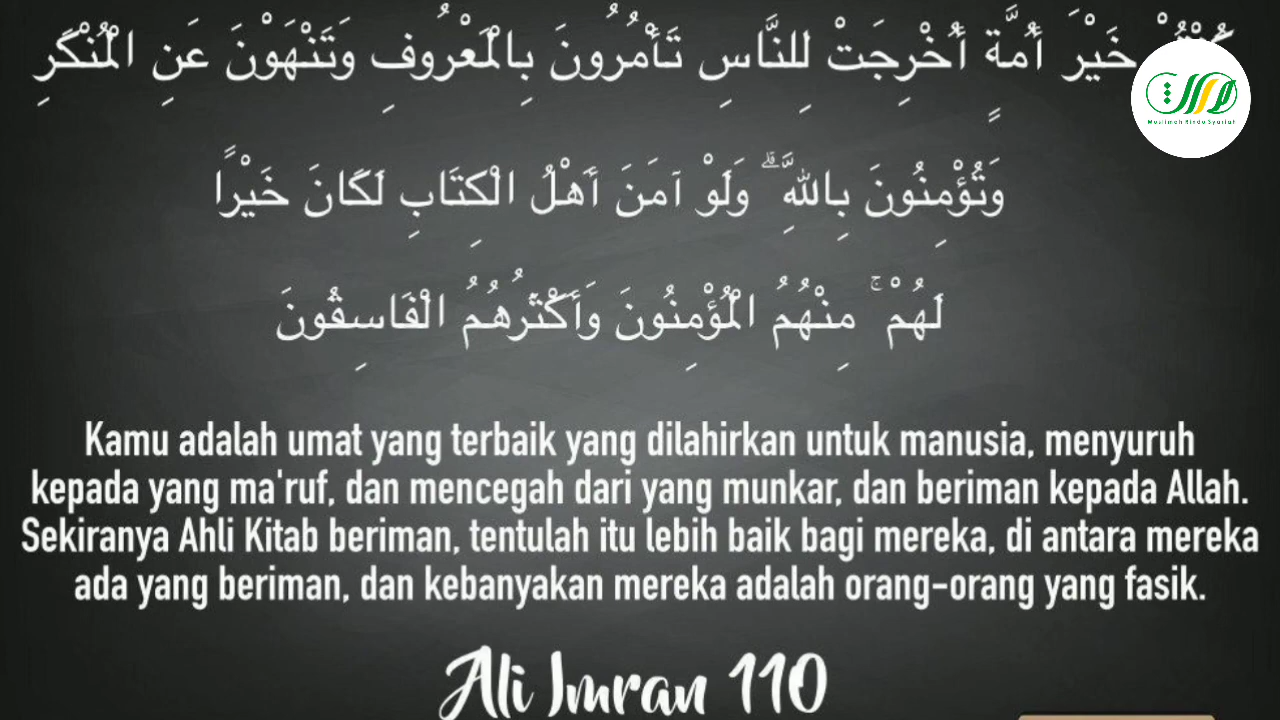 خَيْرَ أُمَّةٍ أُخْرِجَتْ لِلنَّاسِ تَأْمُرُونَ بِالْمَعْرُوفِ وَتَنْهَوْنَ عَنِ الْمُنْكَرِ
وَتُؤْمِنُونَ بِاللَّهِ ۗ وَلَوْ آمَنَ أَهْلُ الْكِتَابِ لَكَانَ خَيْرًا
لَهُمْ ۚ مِنْهُمُ الْمُؤْمِنُونَ وَأَكْثَرُهُمُ الْفَاسِقُونَ
Muslimah Rindu Syariah
Kamu adalah umat yang terbaik yang dilahirkan untuk manusia, menyuruh
kepada yang ma'ruf, dan mencegah dari yang munkar, dan beriman kepada Allah.
Sekiranya Ahli Kitab beriman, tentulah itu lebih baik bagi mereka, di antara mereka
ada yang beriman, dan kebanyakan mereka adalah orang-orang yang fasik.
Ali Imran 110